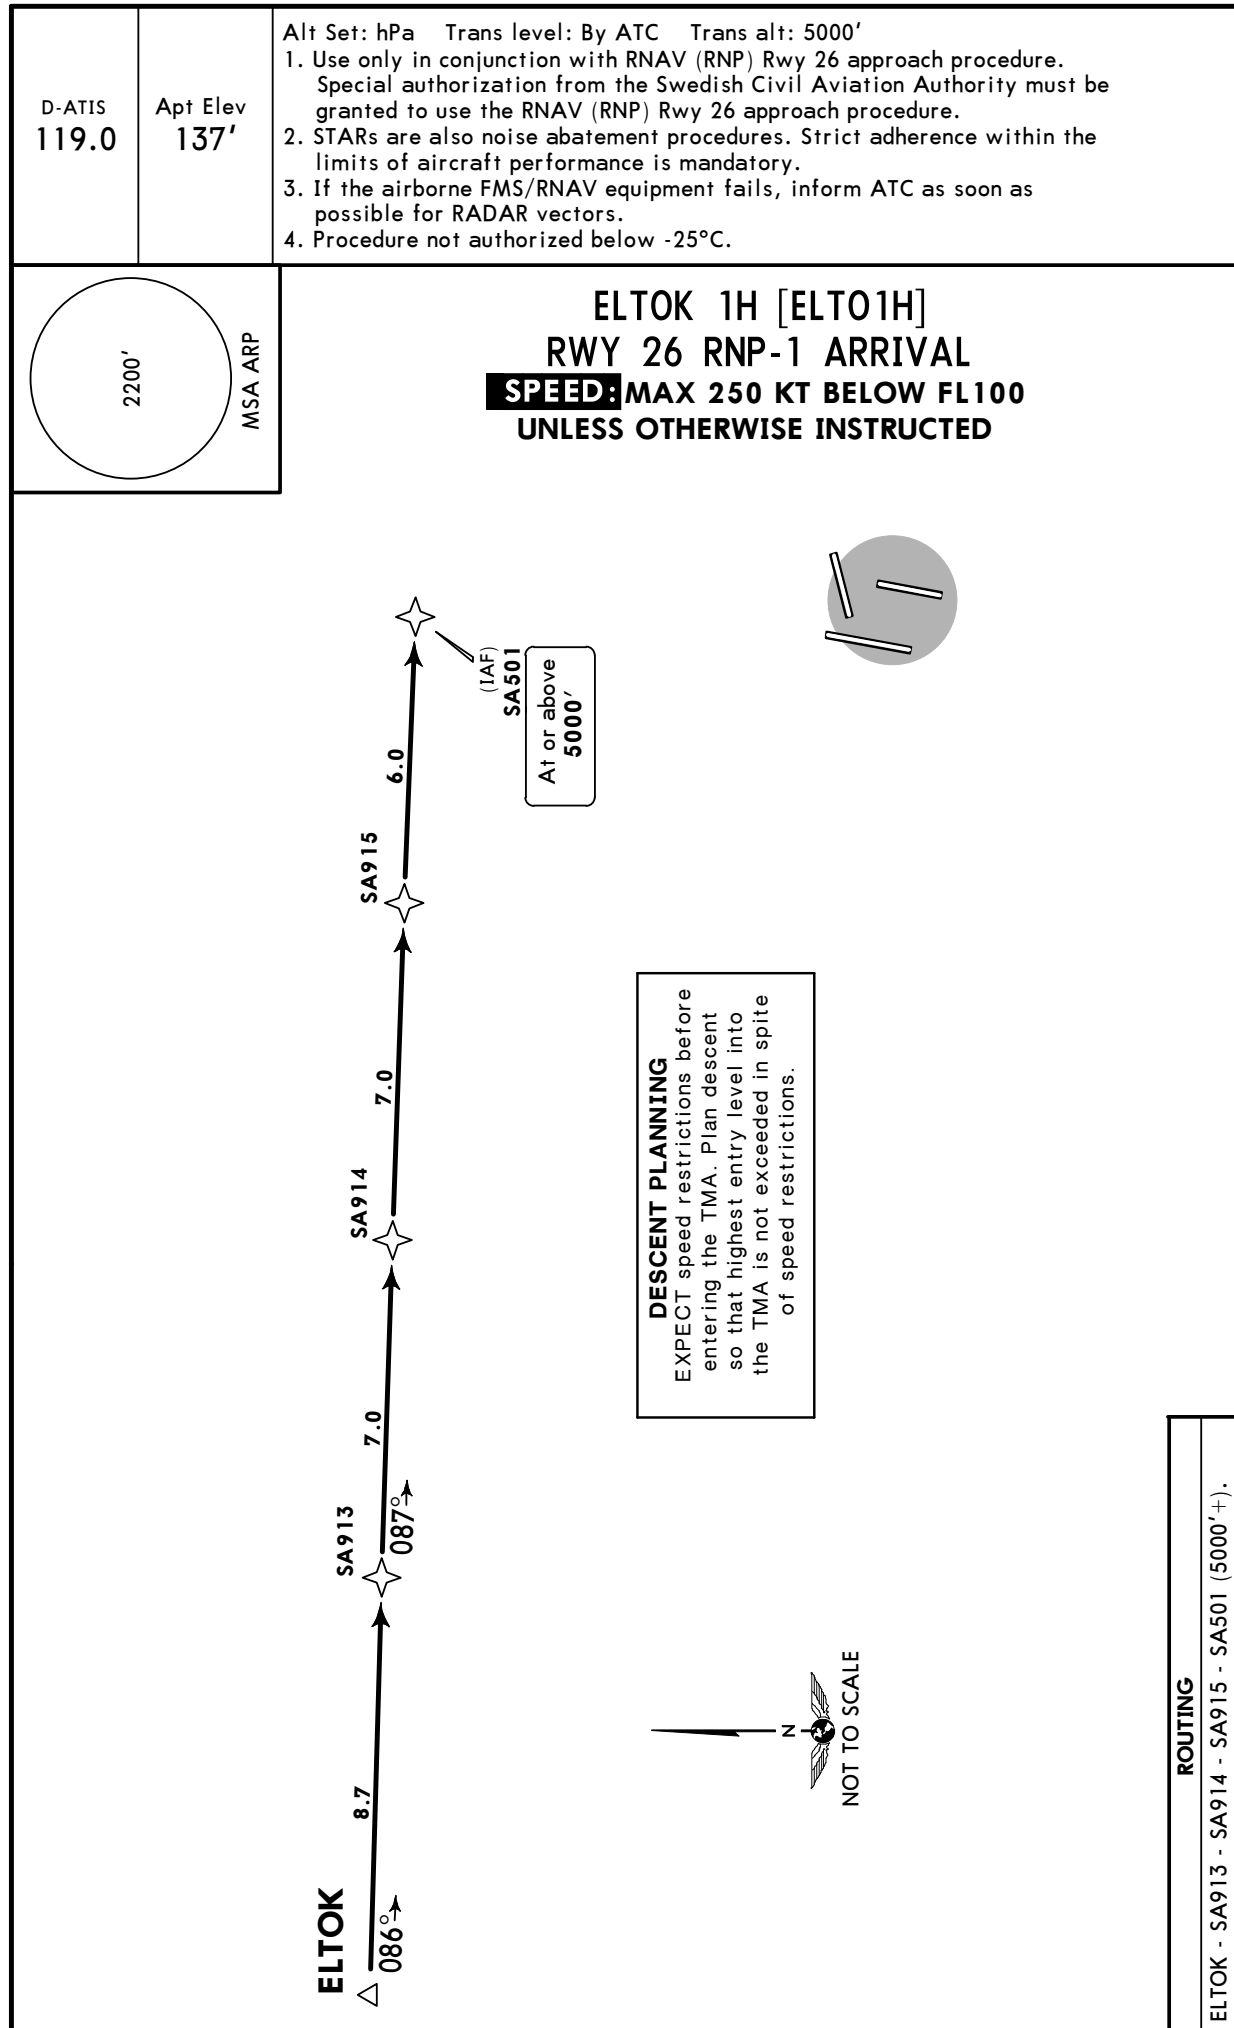 D-ATIS
119.0
Apt Elev
137'
Alt Set: hPa Trans level: By ATC Trans alt: 5000'
1. Use only in conjunction with RNAV (RNP) Rwy 26 approach procedure.
Special authorization from the Swedish Civil Aviation Authority must be
granted to use the RNAV (RNP) Rwy 26 approach procedure.
2. STARs are also noise abatement procedures. Strict adherence within the
limits of aircraft performance is mandatory.
3. If the airborne FMS/RNAV equipment fails, inform ATC as soon as
possible for RADAR vectors.
4. Procedure not authorized below -25°C.
2200'
MSA ARP
ELTOK 1H [ELTO1H]
RWY 26 RNP-1 ARRIVAL
SPEED: MAX 250 KT BELOW FL100
UNLESS OTHERWISE INSTRUCTED
(IAF)
SA501
At or above
5000'
6.0
SA915
7.0
SA914
7.0
087°
SA913
8.7
086°
ELTOK
DESCENT PLANNING
EXPECT speed restrictions before
entering the TMA. Plan descent
so that highest entry level into
the TMA is not exceeded in spite
of speed restrictions.
N
NOT TO SCALE
ROUTING
ELTOK - SA913 - SA914 - SA915 - SA501 (5000'+).